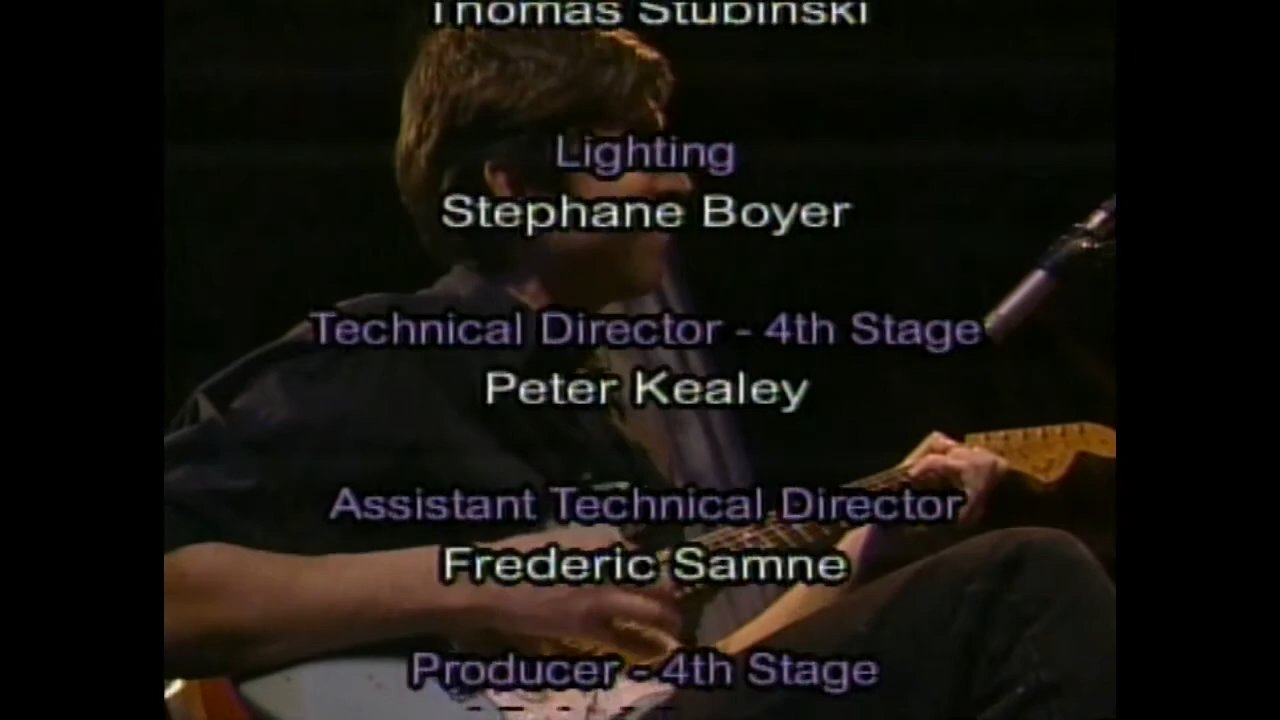 Thomas Stubinski
Lighting
Stephane Boyer
Technical Director - 4th Stage
Peter Kealey
Assistant Technical Director
Frederic Samne
Producer - 4th Stage